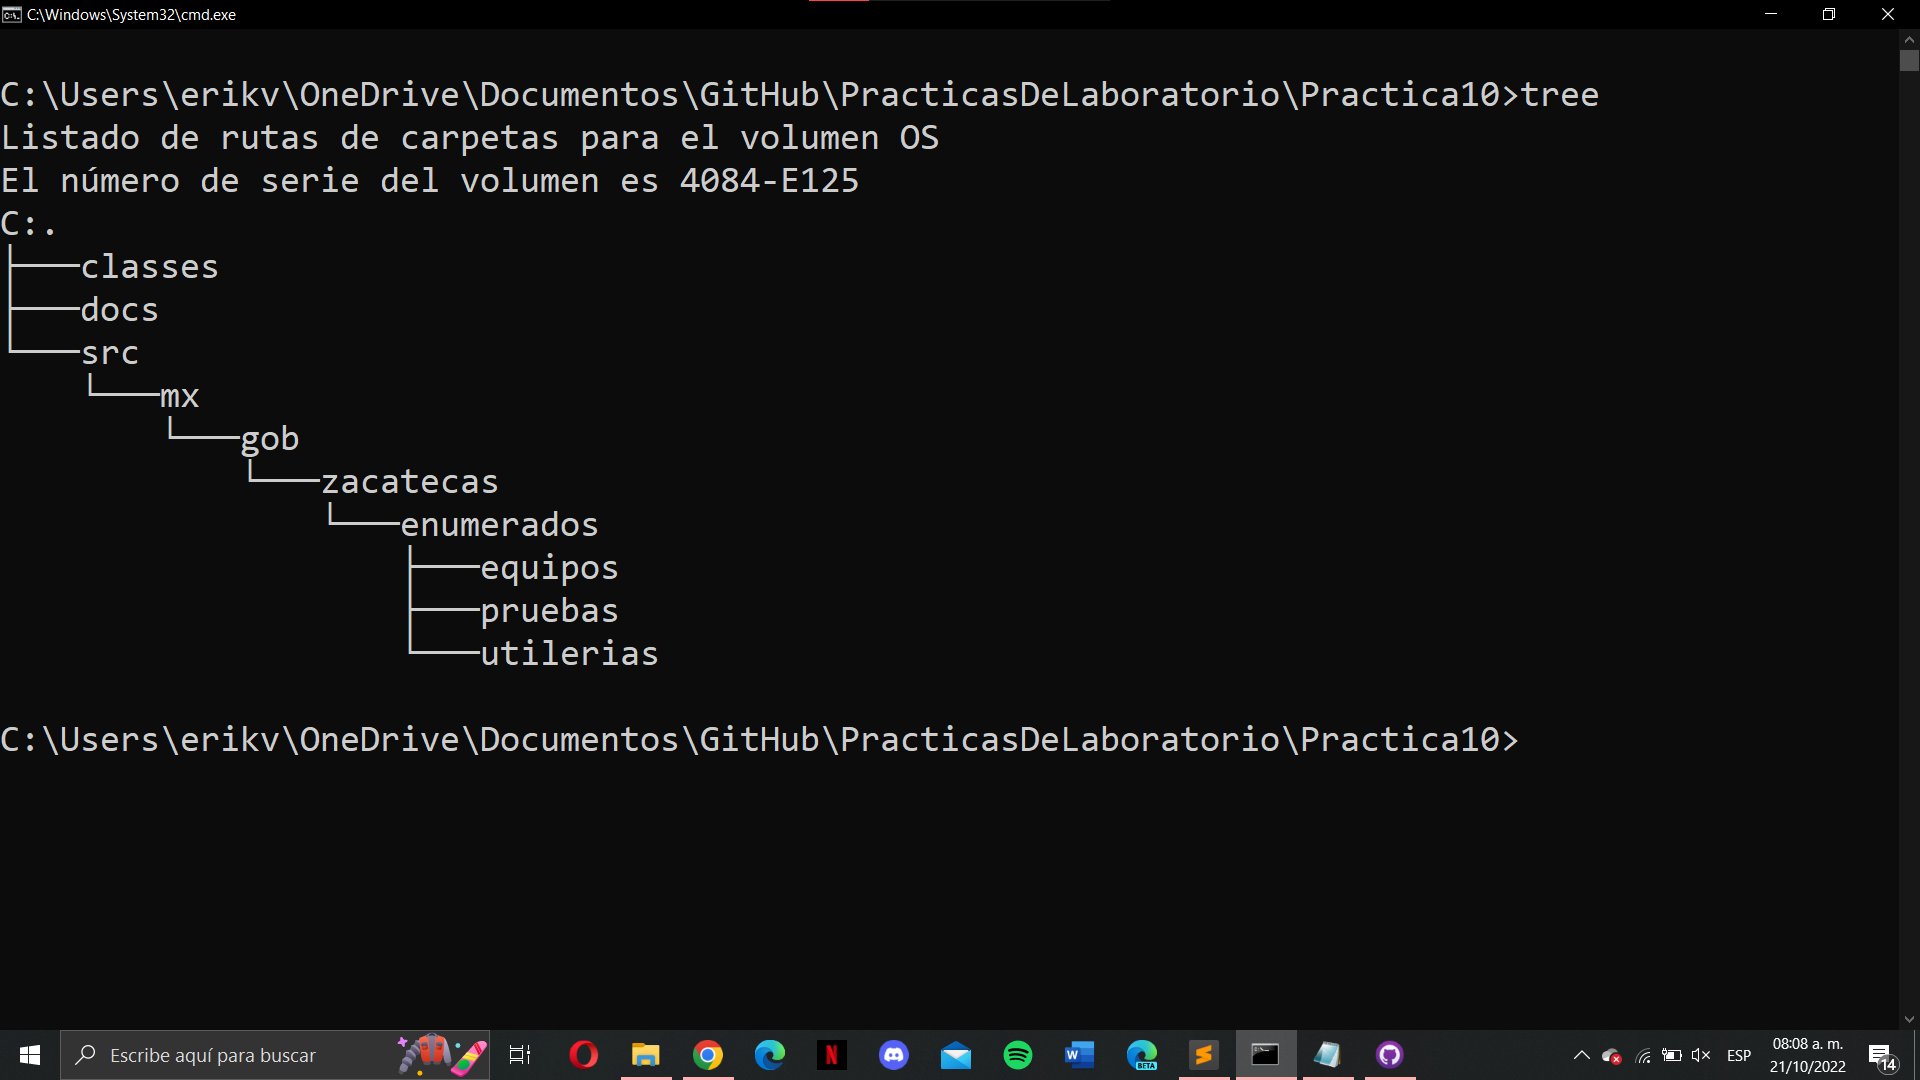 C:\Windows\System32\cmd.exe
C:\Users\erikv\OneDrive\Documentos\GitHub\PracticasDeLaboratorio\Practica10>tree
Listado de rutas de carpetas para el volumen OS
El número de serie del volumen es 4084-E125
C:.
├───classes
├───docs
└───src
    └───mx
        └───gob
            └───zacatecas
                └───enumerados
                    ├───equipos
                    ├───pruebas
                    └───utilerias
C:\Users\erikv\OneDrive\Documentos\GitHub\PracticasDeLaboratorio\Practica10>
Escribe aquí para buscar
N
W
BETA
ESP
08:08 a. m.
21/10/2022
14